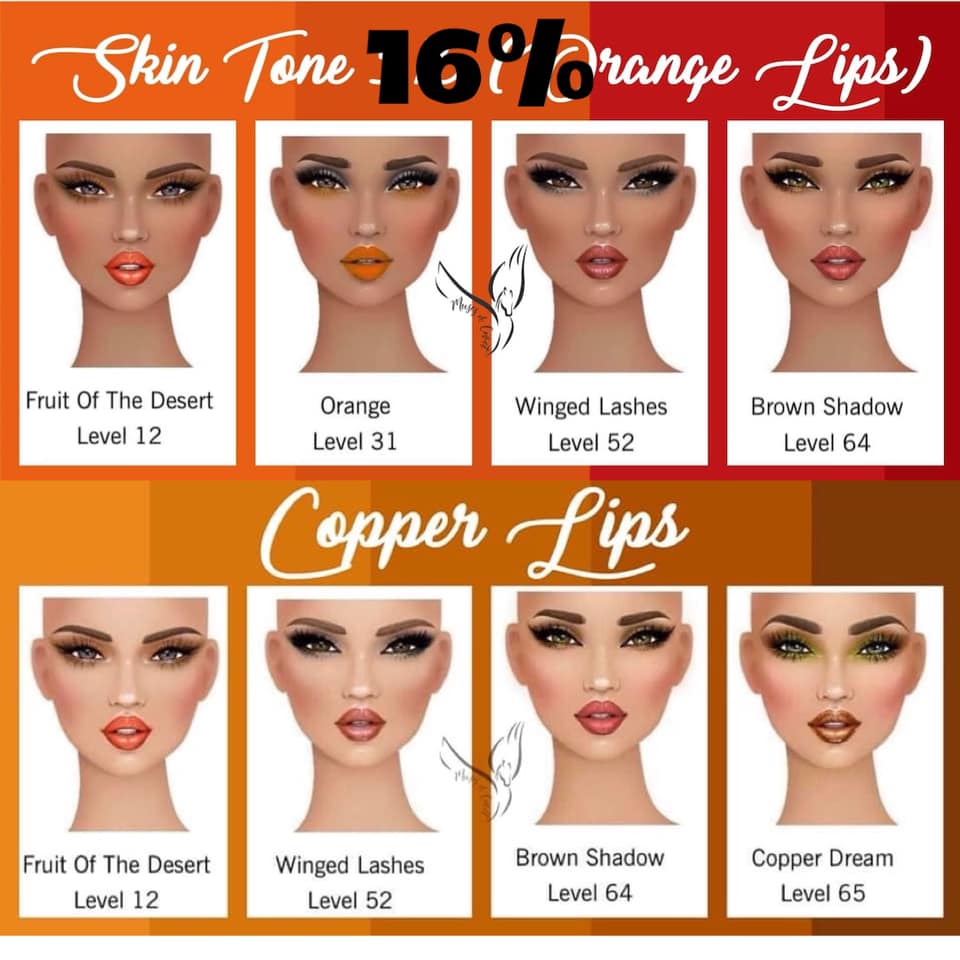 Skin Tone (Orange Lips)
16%
Fruit Of The Desert
Level 12
Orange
Level 31
Winged Lashes
Level 52
Brown Shadow
Level 64
Copper Lips
Fruit Of The Desert
Level 12
Winged Lashes
Level 52
Brown Shadow
Level 64
Copper Dream
Level 65